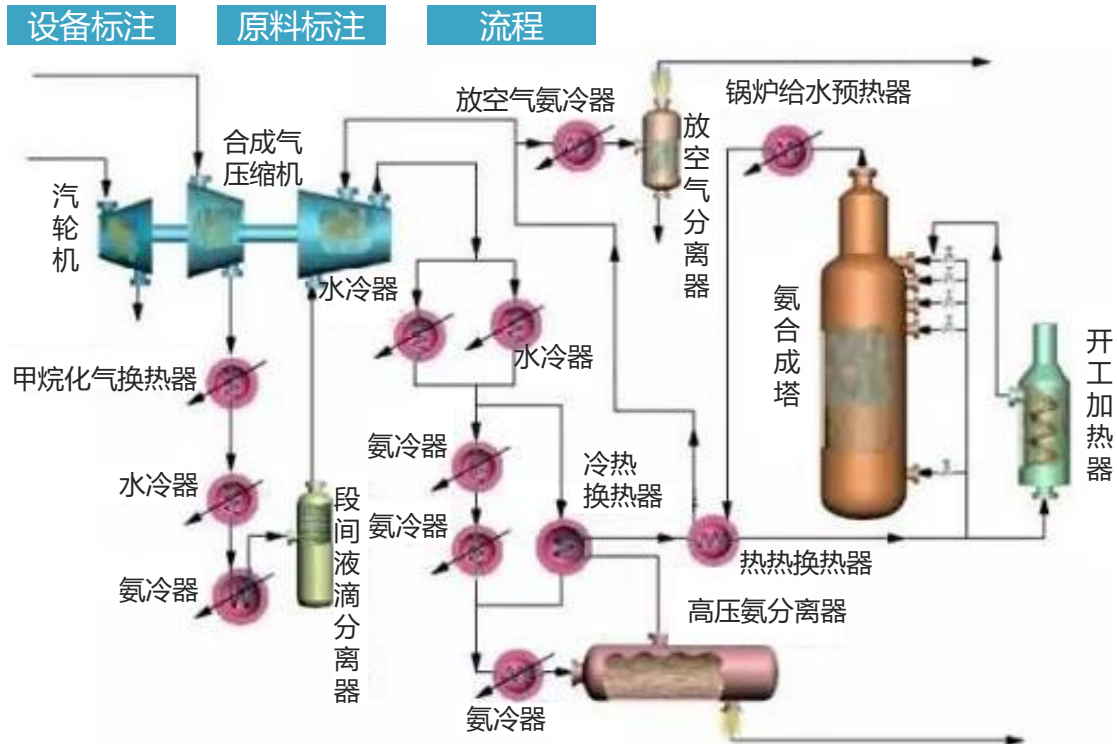 设备标注
原料标注
流程
放空气氨冷器
锅炉给水预热器
放空气分离器
合成气
压缩机
汽轮机
水冷器
水冷器
氨合成塔
开工加热器
甲烷化气换热器
氨冷器
冷热
换热器
水冷器
段间液滴分离器
氨冷器
热热换热器
氨冷器
高压氨分离器
氨冷器